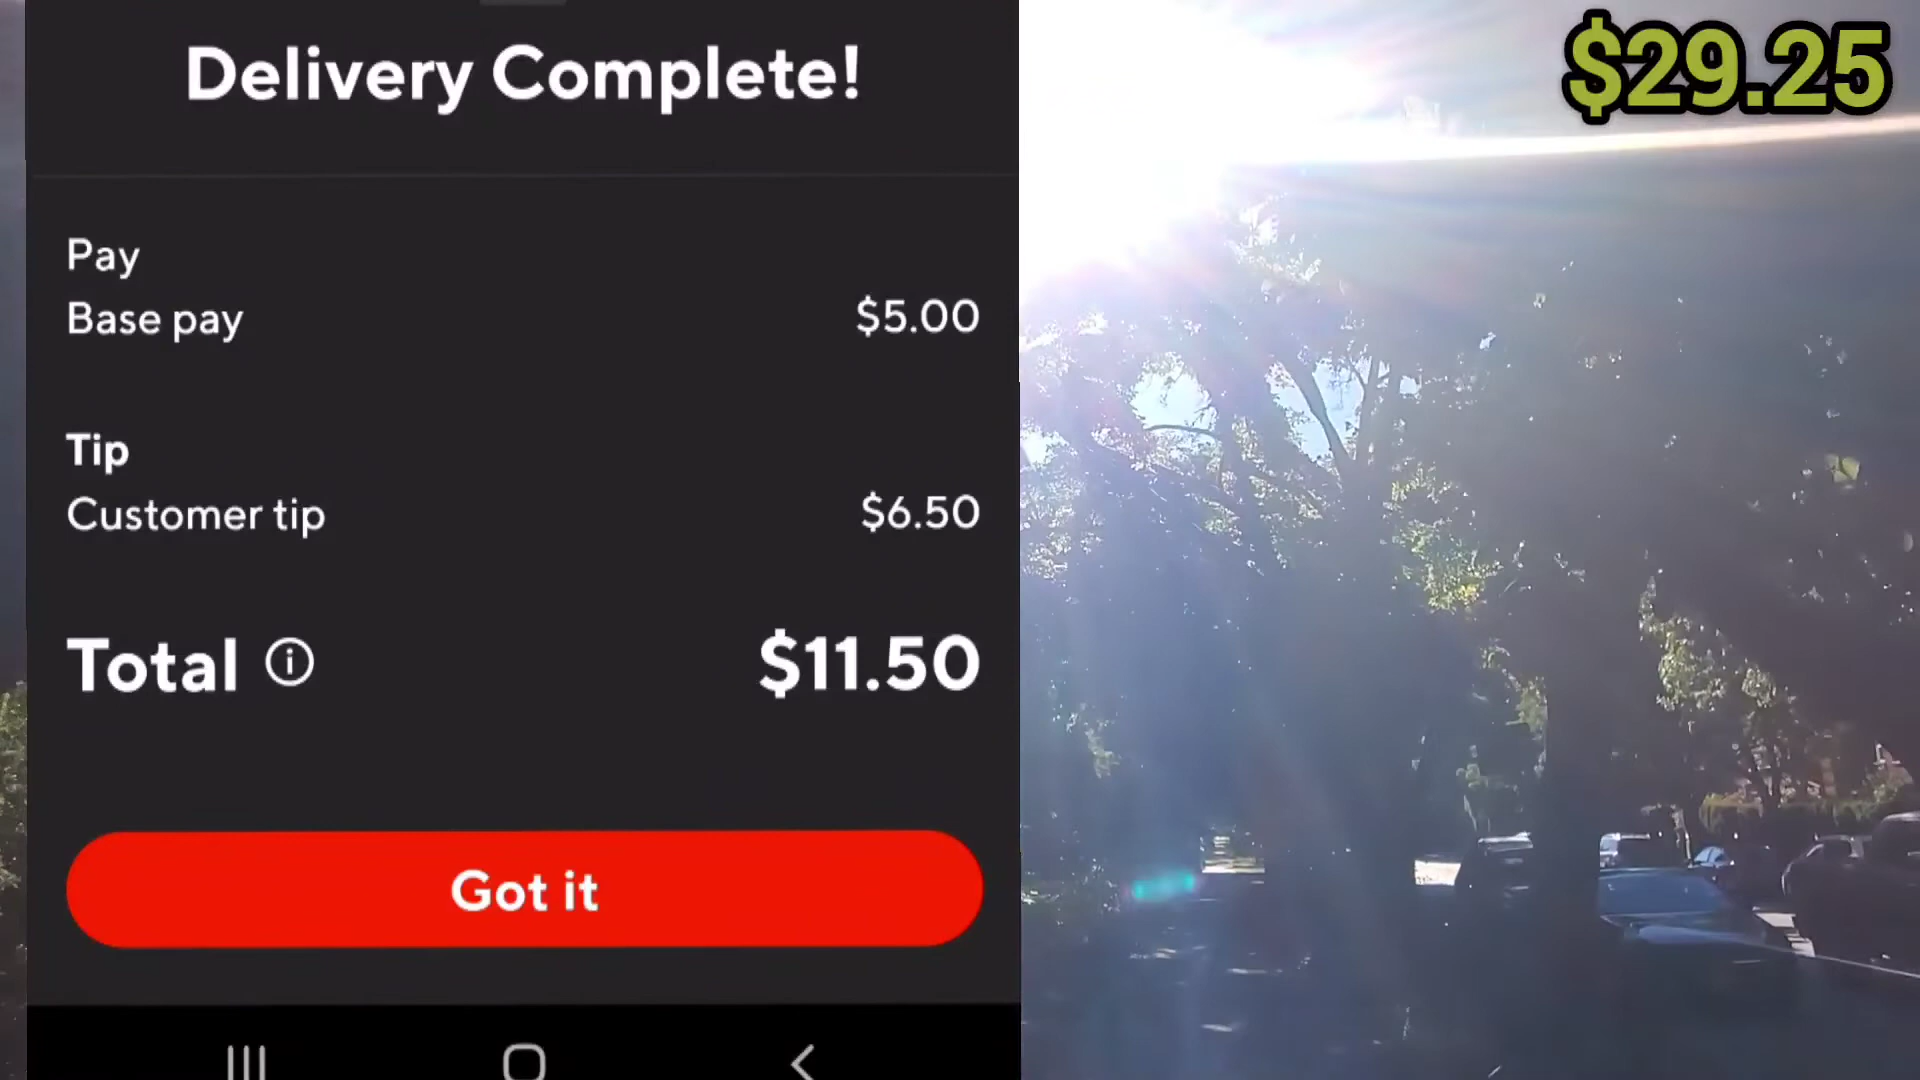 Delivery Complete!
$29.25
Pay
Base pay $5.00
Tip
Customer tip $6.50
Total $11.50
Got it